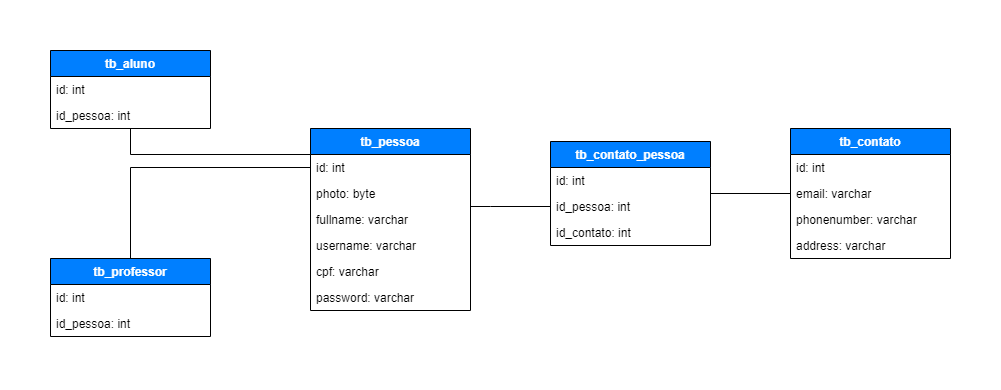 tb_aluno
id: int
id_pessoa: int
tb_professor
id: int
id_pessoa: int
tb_pessoa
id: int
photo: byte
fullname: varchar
username: varchar
cpf: varchar
password: varchar
tb_contato_pessoa
id: int
id_pessoa: int
id_contato: int
tb_contato
id: int
email: varchar
phonenumber: varchar
address: varchar